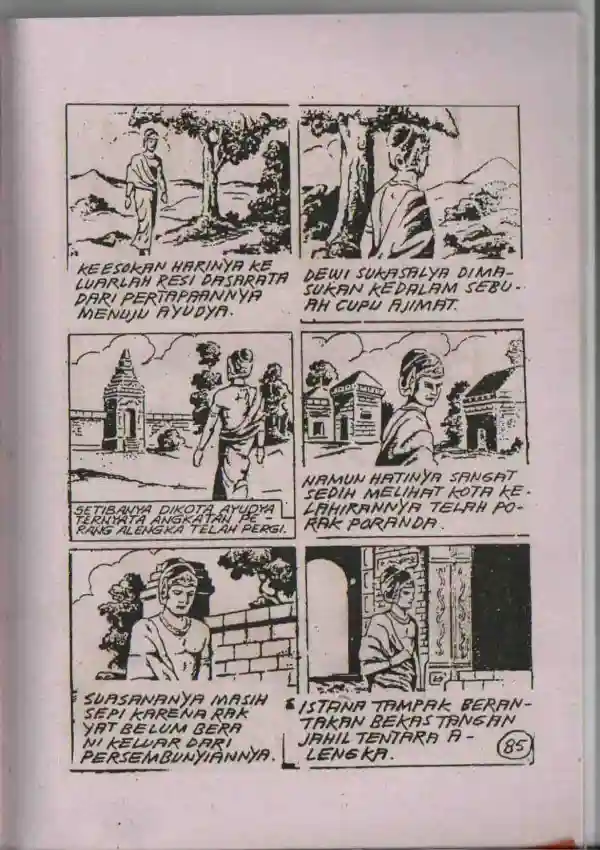 KEESOKAN HARINYA KE
LUARLAH RESI DASARATA
DARI PERTAPAANNYA
MENUJU AYUDYA.
DEWI SUKASALYA DIMA-
SUKAN KEDALAM SEBU-
AH CUPU AJIMAT.
SETIBANYA DIKOTA AYUDYA
TERNYATA ANGKATAN PE-
RANG ALENGKA TELAH PERGI.
NAMUN HATINYA SANGAT
SEDIH MELIHAT KOTA KE-
LAHIRANNYA TELAH PO-
RAK PORANDA.
SUASANANYA MASIH
SEPI KARENA RAK
YAT BELUM BERA
NI KELUAR DARI
PERSEMBUNYIANNYA.
ISTANA TAMPAK BERAN-
TAKAN BEKAS TANGAN
JAHIL TENTARA A-
LENGKA.
85